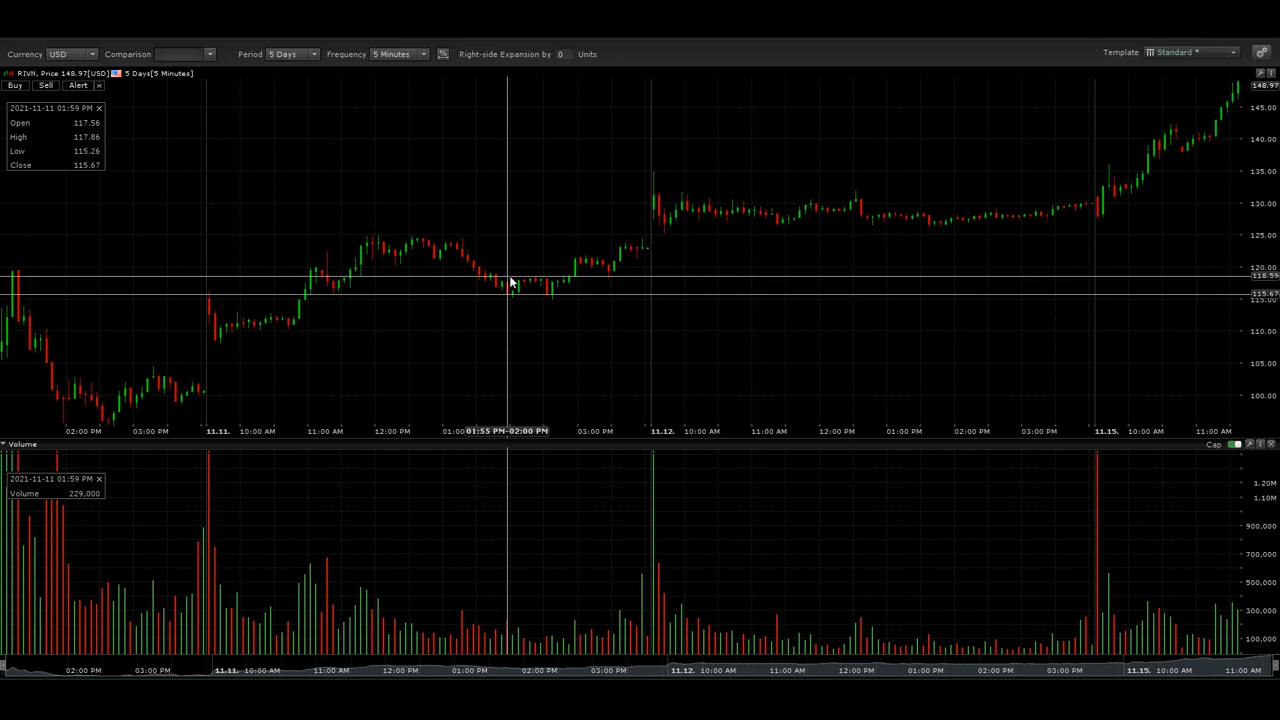 Currency USD Comparison Period 5 Days Frequency 5 Minutes % Right-side Expansion by 0 Units Template Standard *
RIVN, Price 148.97[USD] 5 Days[5 Minutes]
Buy Sell Alert x
2021-11-11 01:59 PM x
Open 117.56
High 117.86
Low 115.26
Close 115.67
148.97
145.00
140.00
135.00
130.00
125.00
120.00
118.59
115.67
115.00
110.00
105.00
100.00
02:00 PM 03:00 PM 11.11. 10:00 AM 11:00 AM 12:00 PM 01:00 01:55 PM-02:00 PM 03:00 PM 11.12. 10:00 AM 11:00 AM 12:00 PM 01:00 PM 02:00 PM 03:00 PM 11.15. 10:00 AM 11:00 AM
Volume Cap
2021-11-11 01:59 PM x
Volume 229,000
1.20M
1.10M
900,000
700,000
500,000
300,000
100,000
02:00 PM 03:00 PM 11.11. 10:00 AM 11:00 AM 12:00 PM 01:00 PM 02:00 PM 03:00 PM 11.12. 10:00 AM 11:00 AM 12:00 PM 01:00 PM 02:00 PM 03:00 PM 11.15. 10:00 AM 11:00 AM